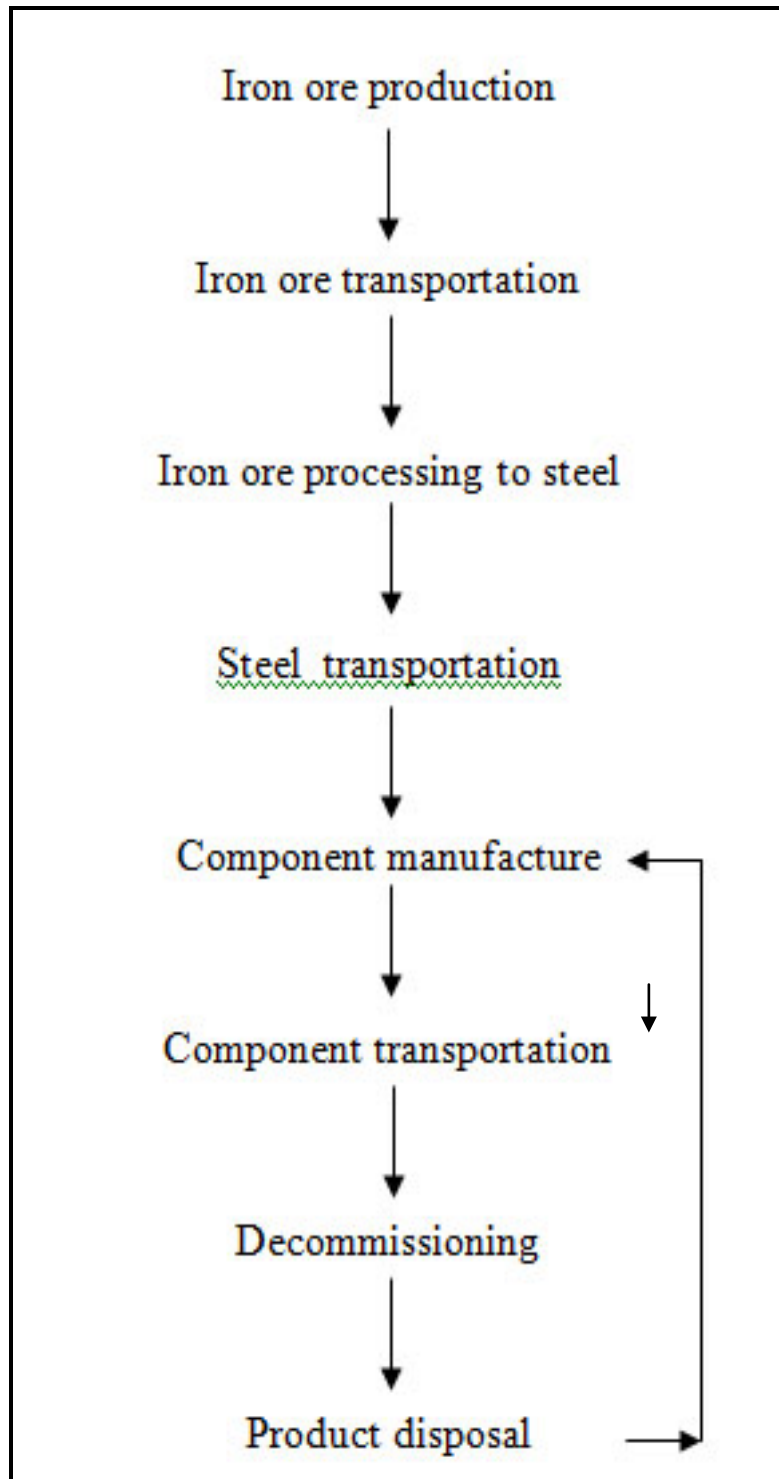 Iron ore production
Iron ore transportation
Iron ore processing to steel
Steel transportation
Component manufacture
Component transportation
Decommissioning
Product disposal